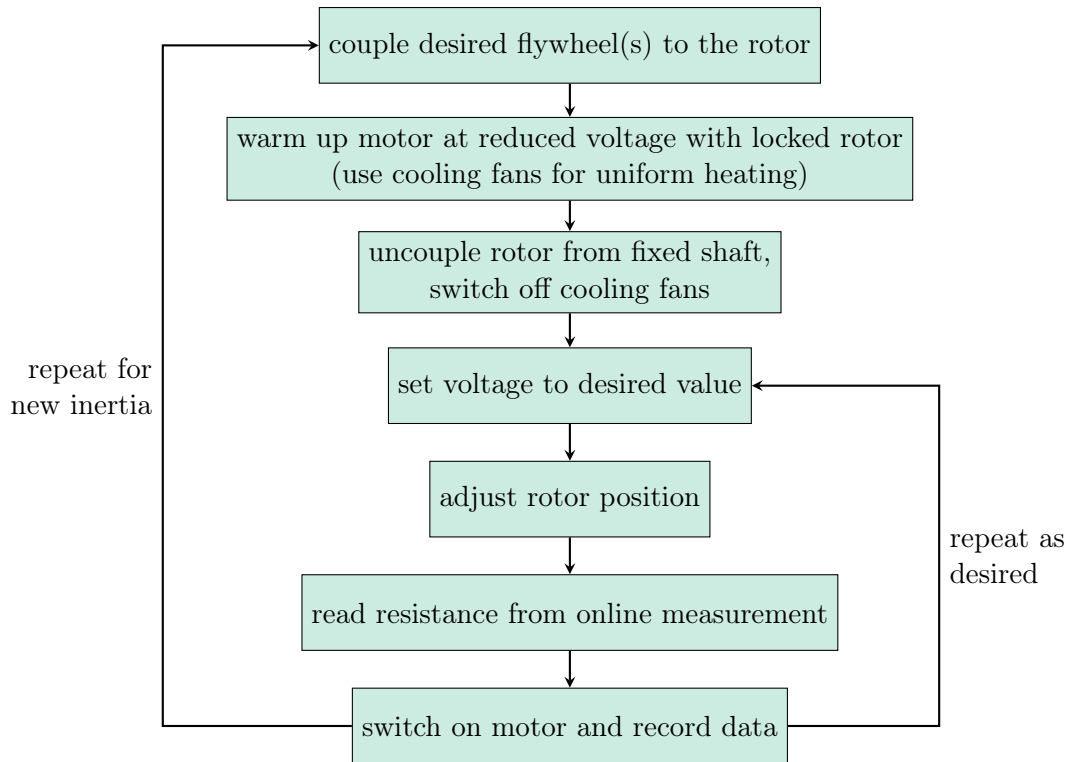 couple desired flywheel(s) to the rotor
warm up motor at reduced voltage with locked rotor
(use cooling fans for uniform heating)
uncouple rotor from fixed shaft,
switch off cooling fans
set voltage to desired value
adjust rotor position
read resistance from online measurement
switch on motor and record data
repeat for
new inertia
repeat as
desired